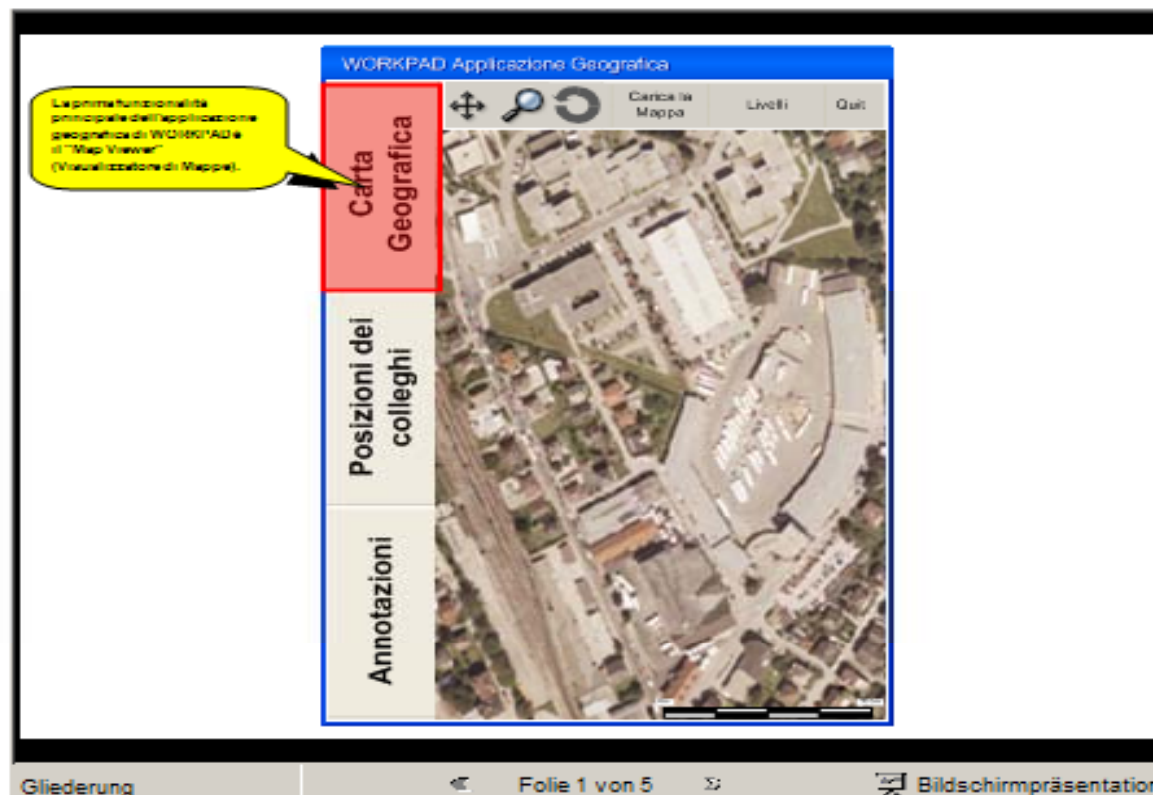 WORKPAD Applicazione Geografica
La prima funzionalità
principale dell'applicazione
geografica di WORKPAD è
il "Map Viewer"
(Visualizzatore di Mappe).
Carica la
Mappa
Livelli
Quit
Carta
Geografica
Posizioni dei
colleghi
Annotazioni
Gliederung
Folie 1 von 5
Bildschirmpräsentation